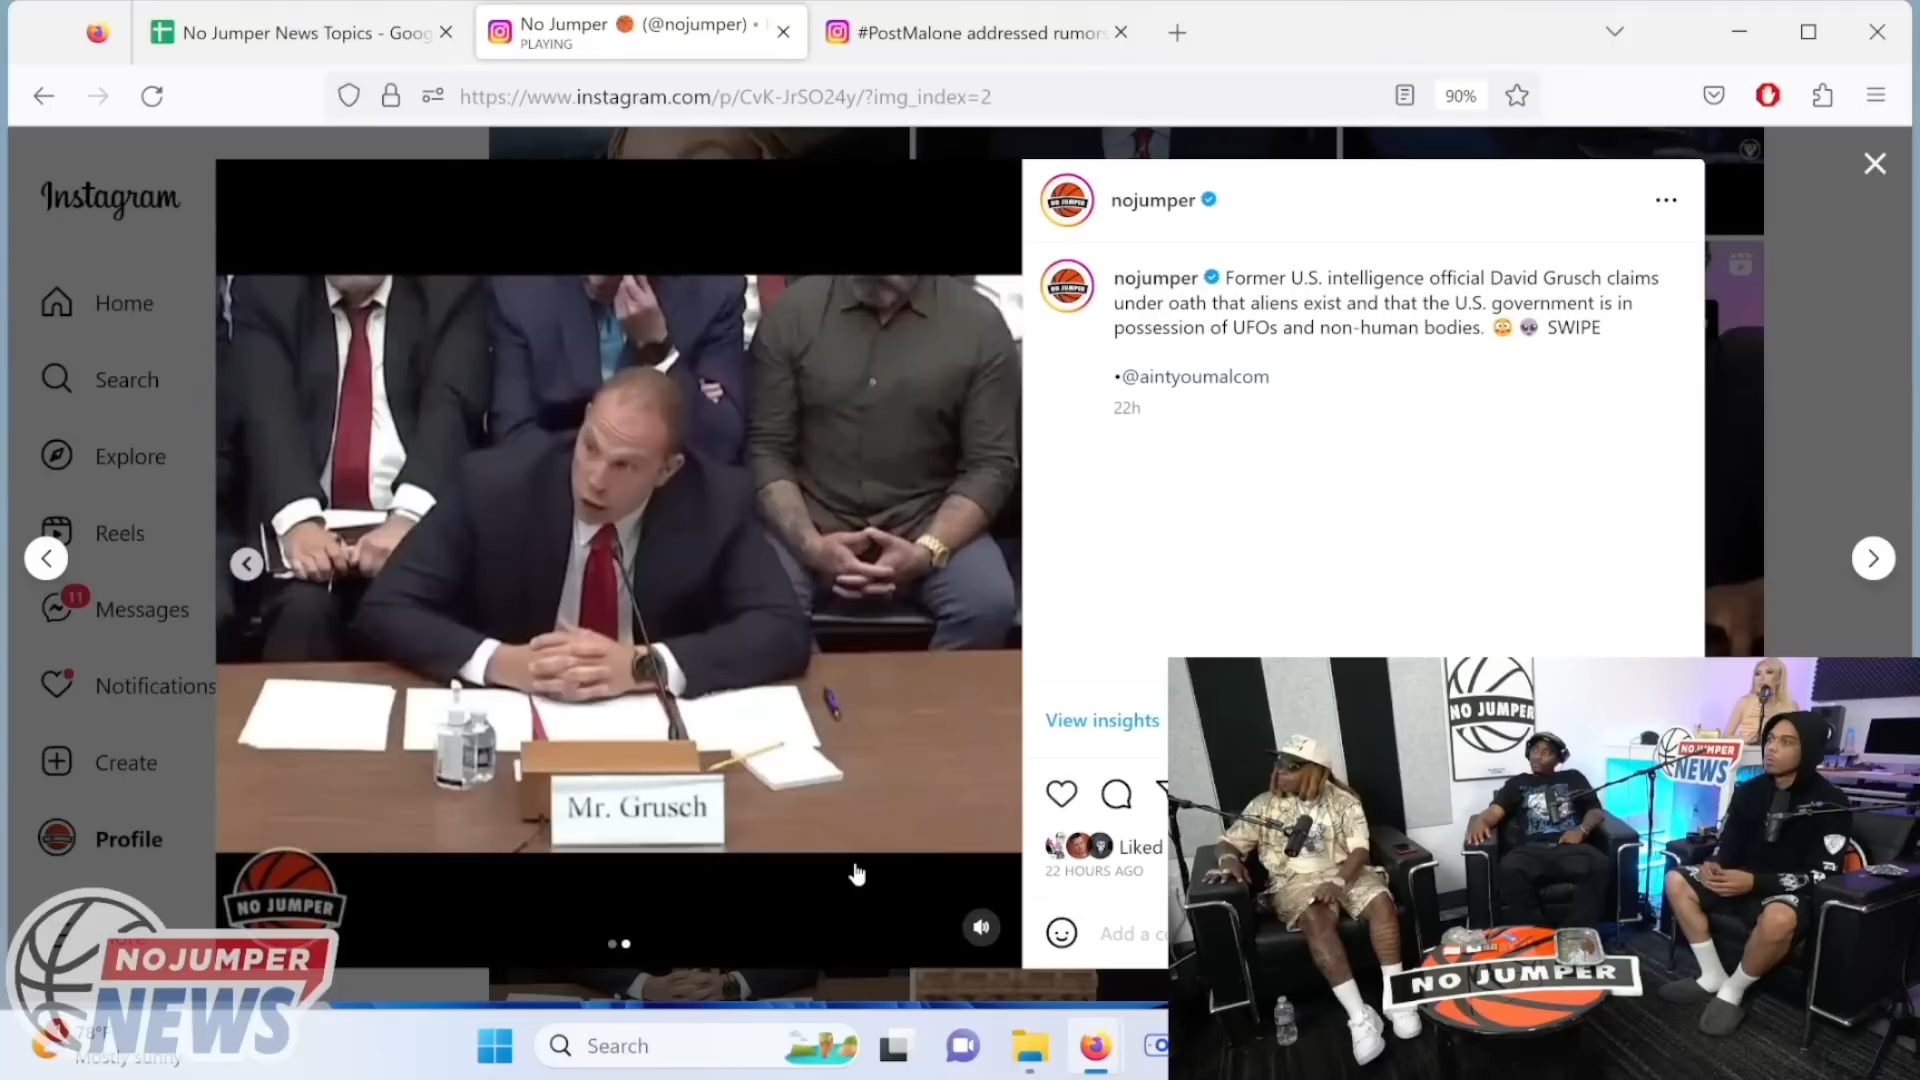 No Jumper News Topics - Goog
No Jumper 🏀 (@nojumper) •
PLAYING
#PostMalone addressed rumor
https://www.instagram.com/p/CvK-JrSO24y/?img_index=2
90%
Instagram
Home
Search
Explore
Reels
11
Messages
Notifications
Create
Profile
nojumper
nojumper Former U.S. intelligence official David Grusch claims
under oath that aliens exist and that the U.S. government is in
possession of UFOs and non-human bodies. 😳 👽 SWIPE
•@aintyoumalcom
22h
View insights
Liked
22 HOURS AGO
Add a c
Mr. Grusch
NO JUMPER
NO JUMPER
NEWS
78°F
Mostly sunny
Search
NO JUMPER
NO JUMPER
NEWS
NO JUMPER